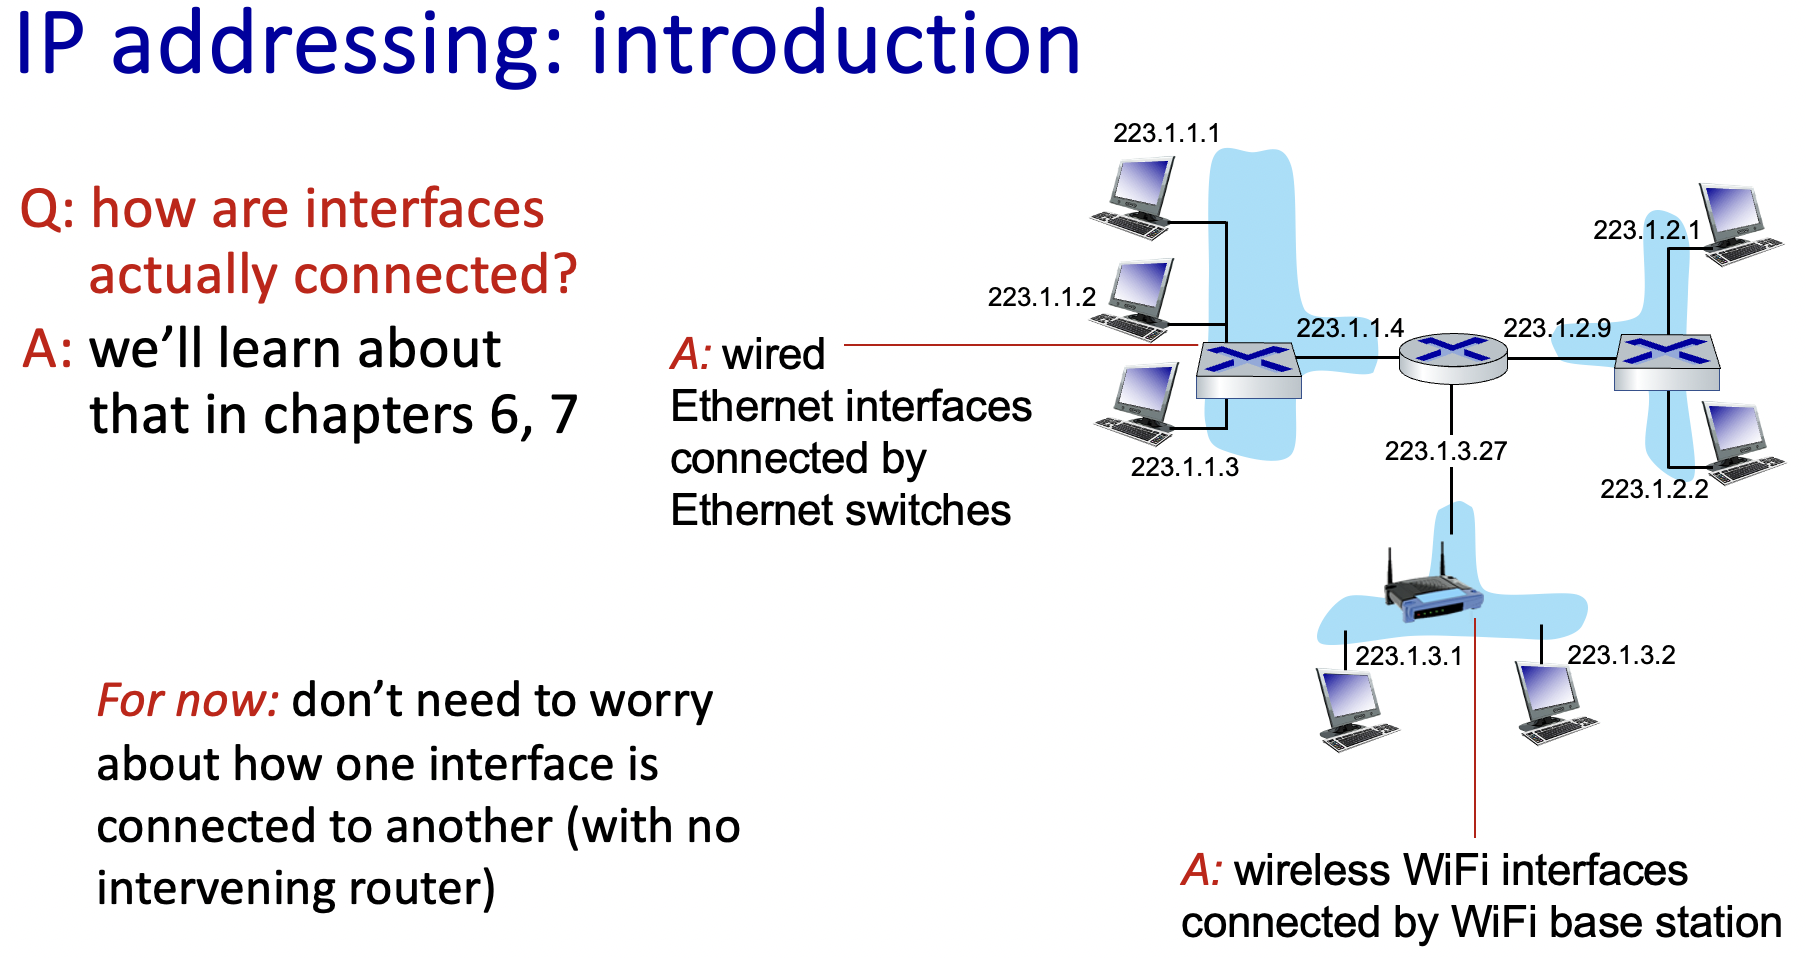 IP addressing: introduction
Q: how are interfaces
actually connected?
A: we’ll learn about
that in chapters 6, 7
For now: don’t need to worry
about how one interface is
connected to another (with no
intervening router)
A: wired
Ethernet interfaces
connected by
Ethernet switches
223.1.1.1
223.1.1.2
223.1.1.3
223.1.1.4
223.1.2.9
223.1.2.1
223.1.2.2
223.1.3.27
223.1.3.1
223.1.3.2
A: wireless WiFi interfaces
connected by WiFi base station